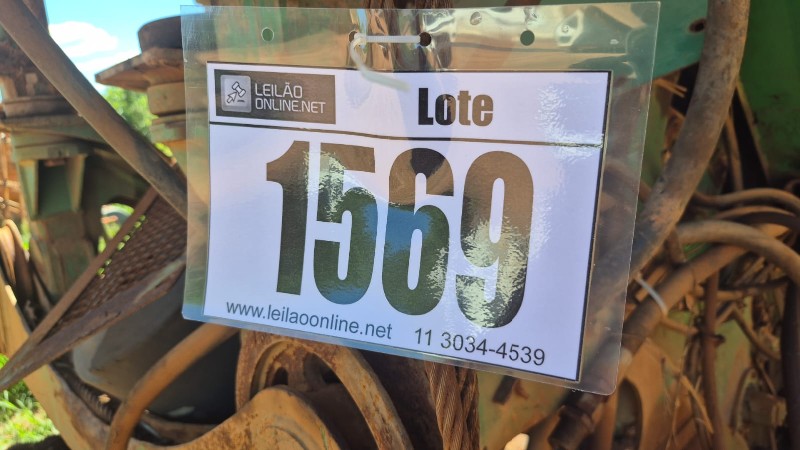 LEILÃO
ONLINE.NET
Lote
1569
www.leilaoonline.net 11 3034-4539